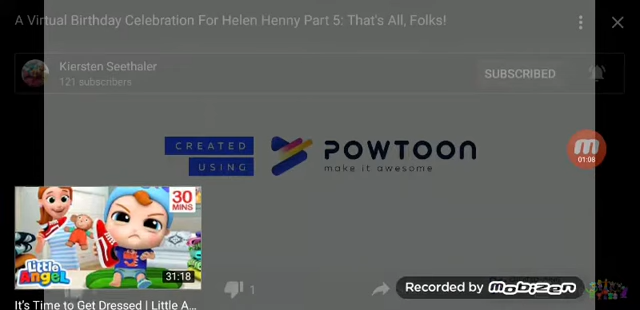 A Virtual Birthday Celebration For Helen Henny Part 5: That's All, Folks!
Kiersten Seethaler
121 subscribers
SUBSCRIBED
CREATED
USING
POWTOON
make it awesome
01:08
30
MINS
Little
Angel
31:18
It's Time to Get Dressed | Little A...
1
Recorded by mobizen